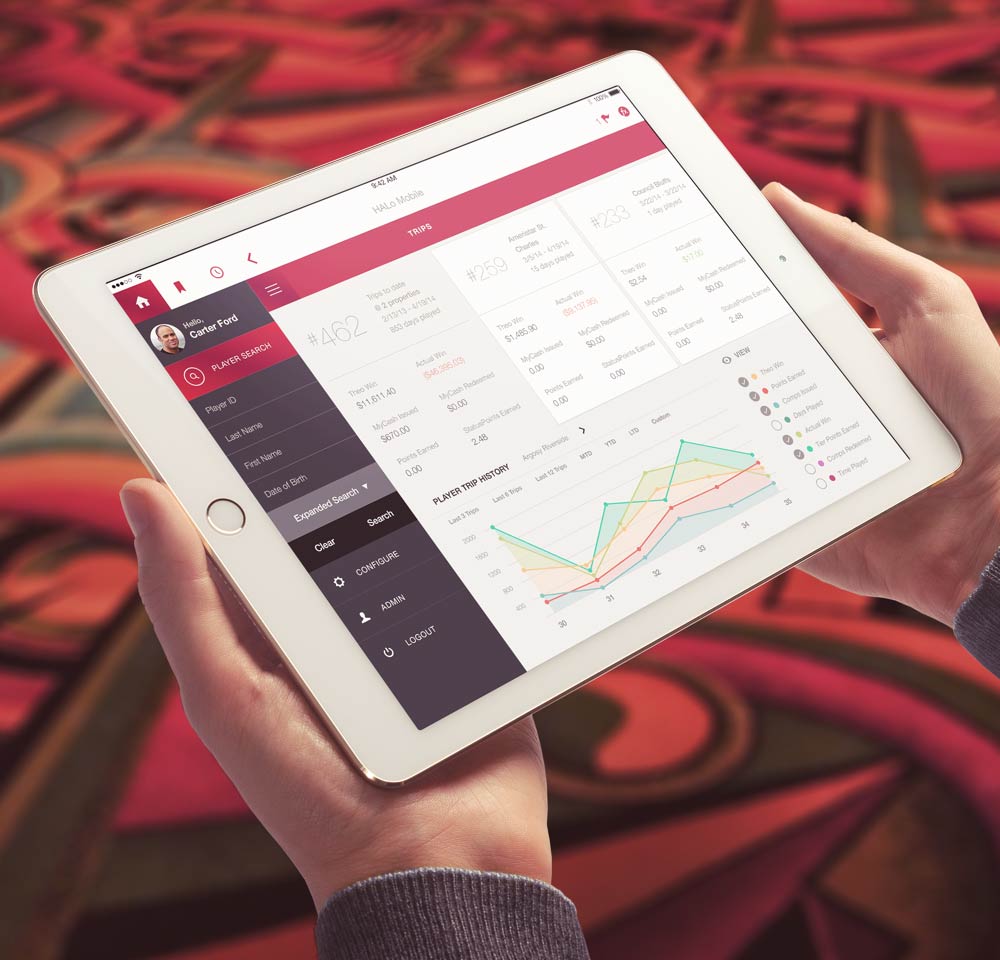 9:42 AM
100%
HALo Mobile
1
TRIPS
Hello,
Carter Ford
PLAYER SEARCH
Player ID
Last Name
First Name
Date of Birth
Expanded Search
Clear
Search
CONFIGURE
ADMIN
LOGOUT
#462
Trips to date
@ 2 properties
2/13/13 - 4/19/14
853 days played
Theo Win
$11,611.40
Actual Win
($46,395.03)
MyCash Issued
$670.00
MyCash Redeemed
$0.00
Points Earned
0.00
StatusPoints Earned
2.48
#259
Ameristar St.
Charles
3/5/14 - 4/19/14
15 days played
Theo Win
$1,485.90
Actual Win
($9,137.95)
MyCash Issued
0.00
MyCash Redeemed
$0.00
Points Earned
0.00
StatusPoints Earned
0.00
#233
Council Bluffs
3/22/14 - 3/22/14
1 day played
Theo Win
$2.54
Actual Win
$17.00
MyCash Issued
0.00
MyCash Redeemed
$0.00
Points Earned
0.00
StatusPoints Earned
2.48
PLAYER TRIP HISTORY
Argosy Riverside
Last 3 Trips
Last 6 Trips
Last 12 Trips
MTD
YTD
LTD
Custom
VIEW
Theo Win
Points Earned
Comps Issued
Days Played
Actual Win
Tier Points Earned
Comps Redeemed
Time Played
2000
1600
1200
800
400
30
31
32
33
34
35